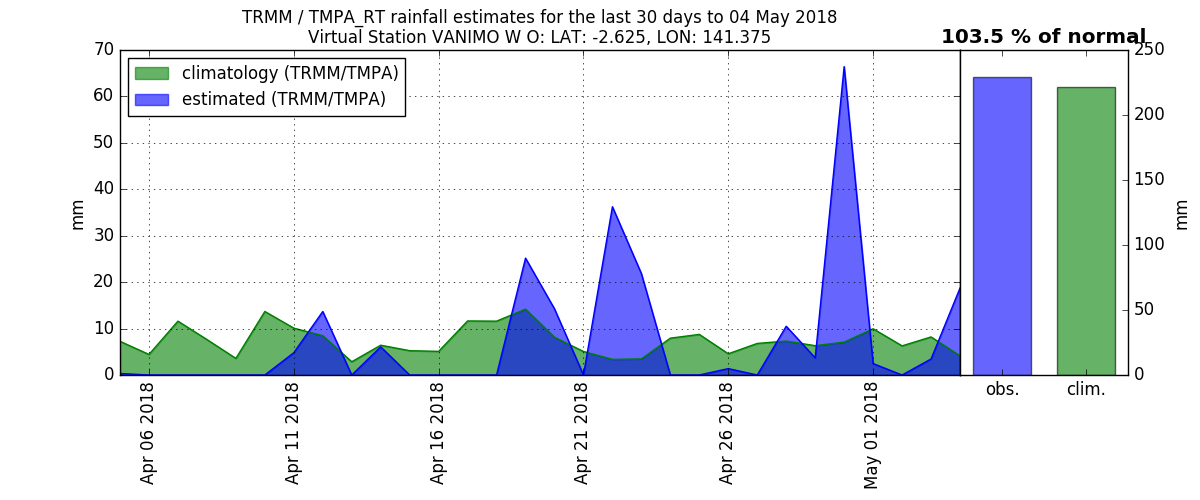 TRMM / TMPA_RT rainfall estimates for the last 30 days to 04 May 2018
Virtual Station VANIMO W O: LAT: -2.625, LON: 141.375
103.5 % of normal
climatology (TRMM/TMPA)
estimated (TRMM/TMPA)
70
60
50
40
30
20
10
0
mm
Apr 06 2018
Apr 11 2018
Apr 16 2018
Apr 21 2018
Apr 26 2018
May 01 2018
obs.
clim.
250
200
150
100
50
0
mm